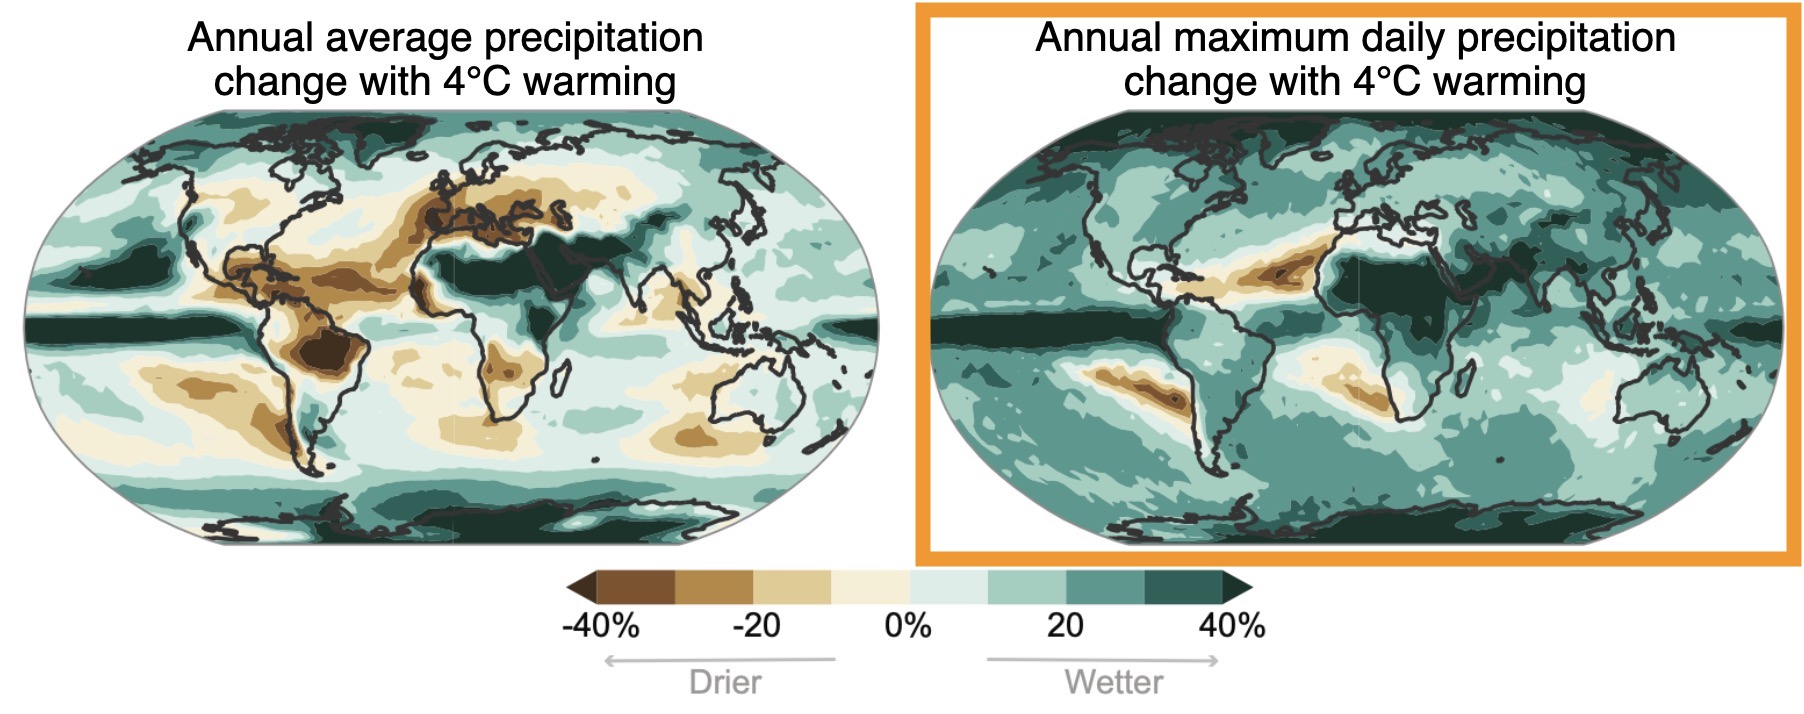 Annual average precipitation
change with 4°C warming
Annual maximum daily precipitation
change with 4°C warming
-40% -20 0% 20 40%
Drier Wetter